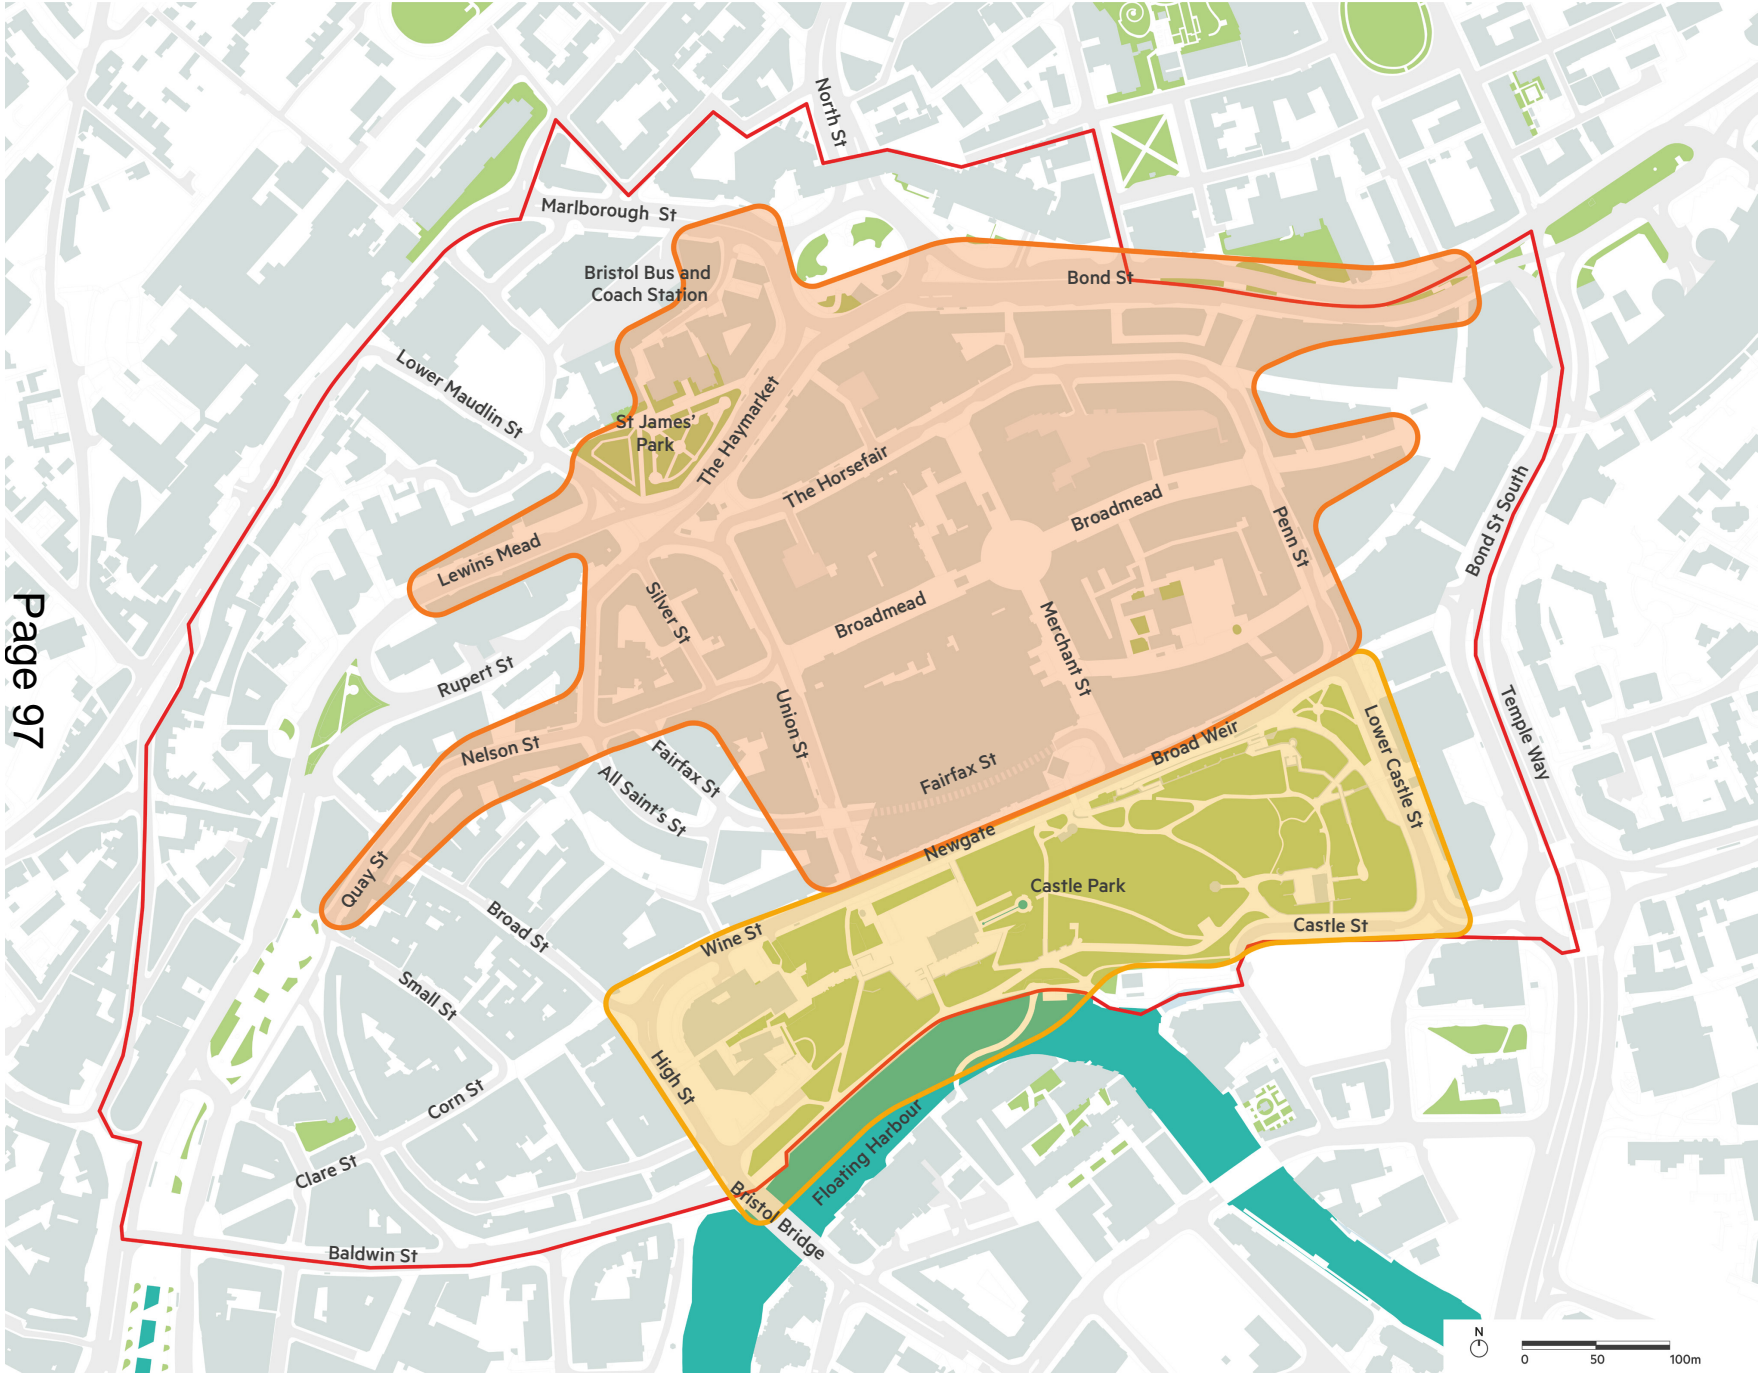 North St
Marlborough St
Bristol Bus and
Coach Station
Bond St
Lower Maudlin St
St James'
Park
The Haymarket
The Horsefair
Broadmead
Penn St
Bond St South
Lewins Mead
Silver St
Broadmead
Merchant St
Page 97
Rupert St
Nelson St
Union St
Fairfax St
All Saint's St
Fairfax St
Broad Weir
Lower Castle St
Temple Way
Newgate
Quay St
Castle Park
Broad St
Wine St
Castle St
Small St
High St
Corn St
Clare St
Floating Harbour
Bristol Bridge
Baldwin St
N
0 50 100m